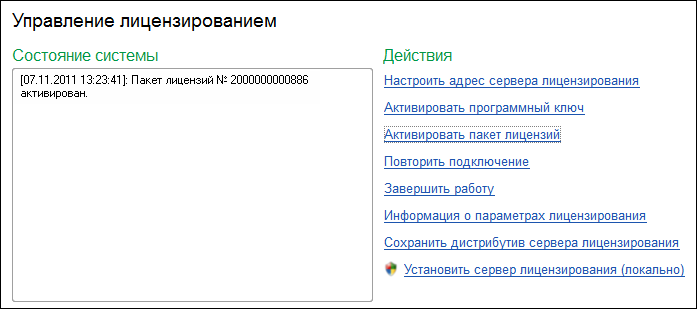 Управление лицензированием
Состояние системы
[07.11.2011 13:23:41]: Пакет лицензий № 2000000000886
активирован.
Действия
Настроить адрес сервера лицензирования
Активировать программный ключ
Активировать пакет лицензий
Повторить подключение
Завершить работу
Информация о параметрах лицензирования
Сохранить дистрибутив сервера лицензирования
Установить сервер лицензирования (локально)